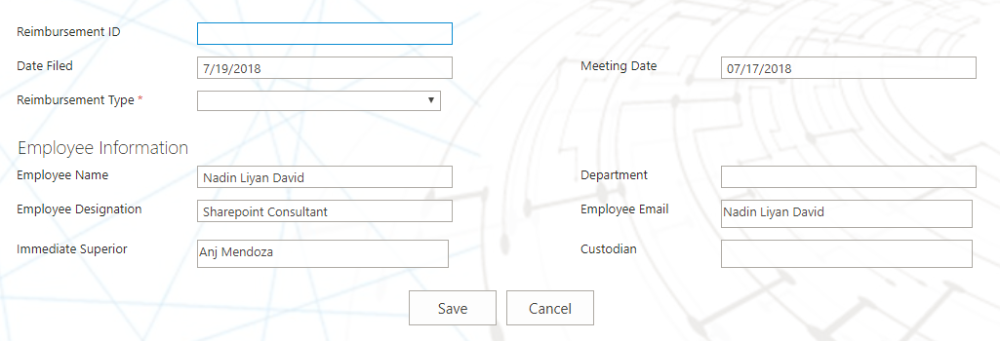 Reimbursement ID
Date Filed 7/19/2018 Meeting Date 07/17/2018
Reimbursement Type *
Employee Information
Employee Name Nadin Liyan David Department
Employee Designation Sharepoint Consultant Employee Email Nadin Liyan David
Immediate Superior Anj Mendoza Custodian
Save Cancel